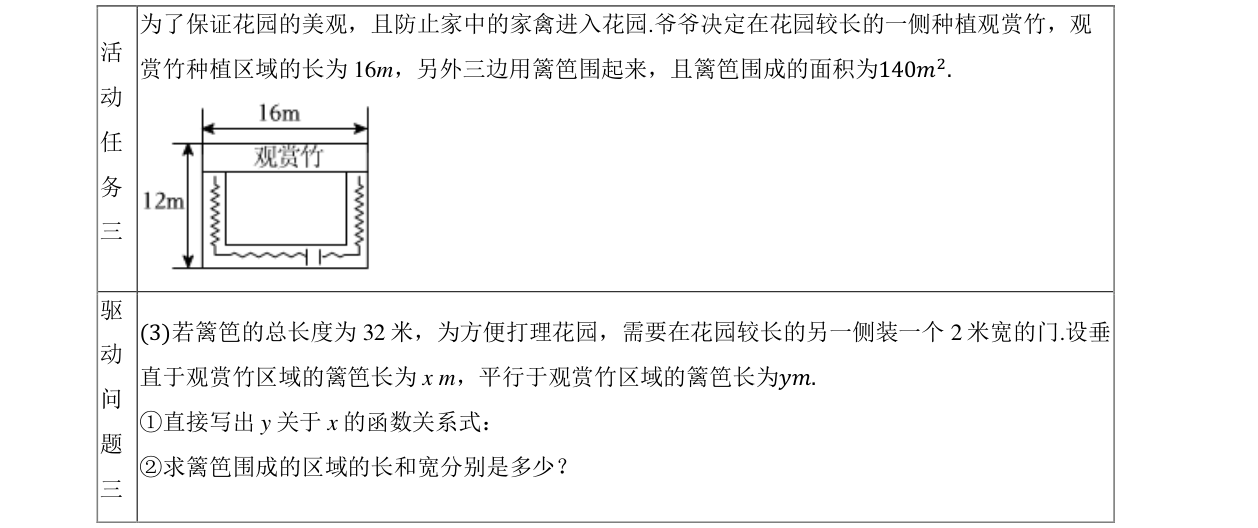 活动任务三
为了保证花园的美观，且防止家中的家禽进入花园.爷爷决定在花园较长的一侧种植观赏竹，观
赏竹种植区域的长为 16m，另外三边用篱笆围起来，且篱笆围成的面积为140m².
16m
观赏竹
12m
驱动问题三
(3)若篱笆的总长度为 32 米，为方便打理花园，需要在花园较长的另一侧装一个 2 米宽的门.设垂
直于观赏竹区域的篱笆长为 x m，平行于观赏竹区域的篱笆长为ym.
①直接写出 y 关于 x 的函数关系式：
②求篱笆围成的区域的长和宽分别是多少？